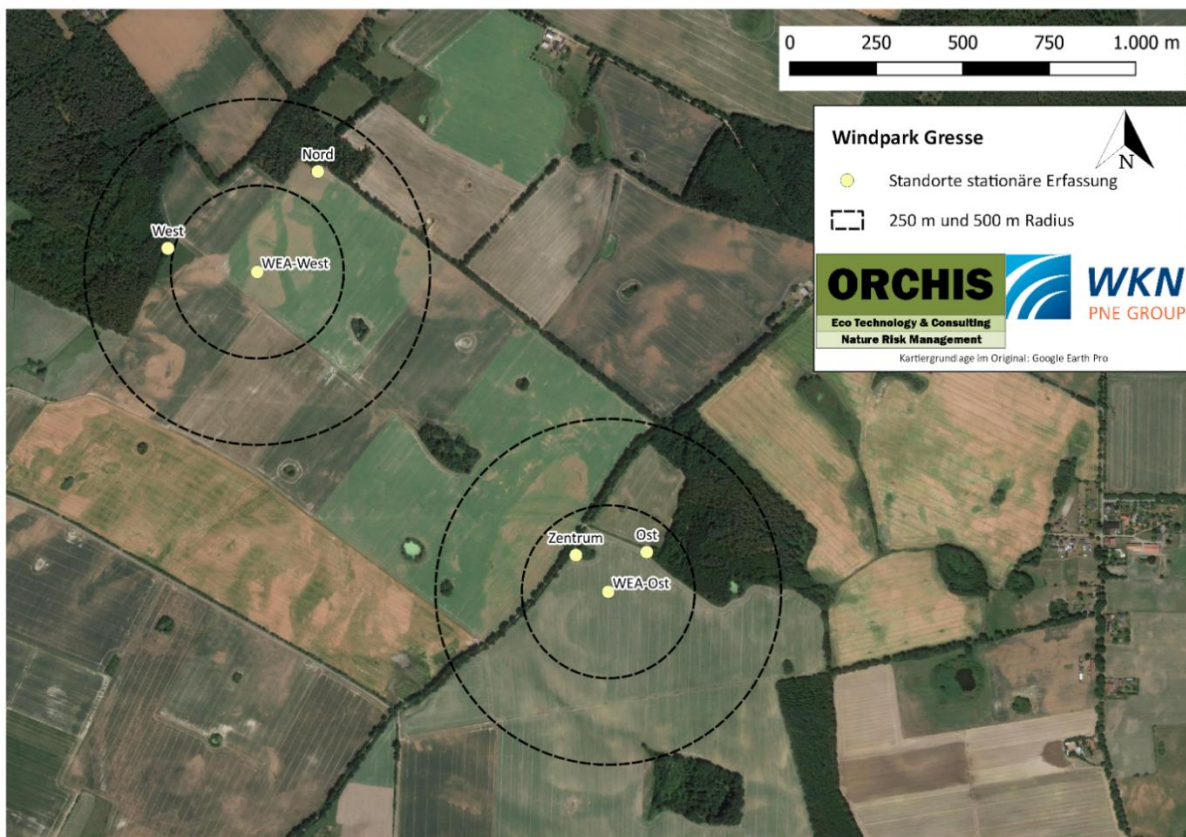 0 250 500 750 1.000 m
Windpark Gresse
N
Standorte stationäre Erfassung
250 m und 500 m Radius
ORCHIS
Eco Technology & Consulting
Nature Risk Management
WKN
PNE GROUP
Kartiergrundlage im Original: Google Earth Pro
Nord
West
WEA-West
Zentrum
Ost
WEA-Ost